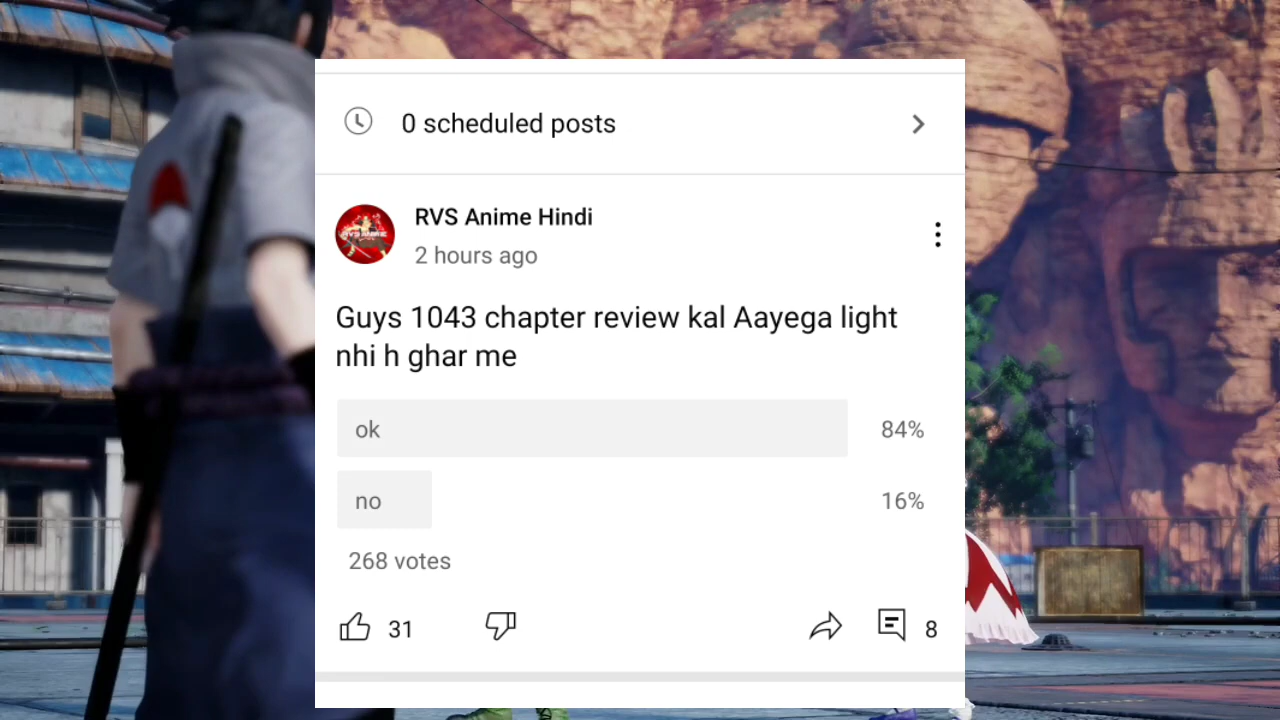 0 scheduled posts
RVS Anime Hindi
2 hours ago
Guys 1043 chapter review kal Aayega light
nhi h ghar me
ok 84%
no 16%
268 votes
31 8